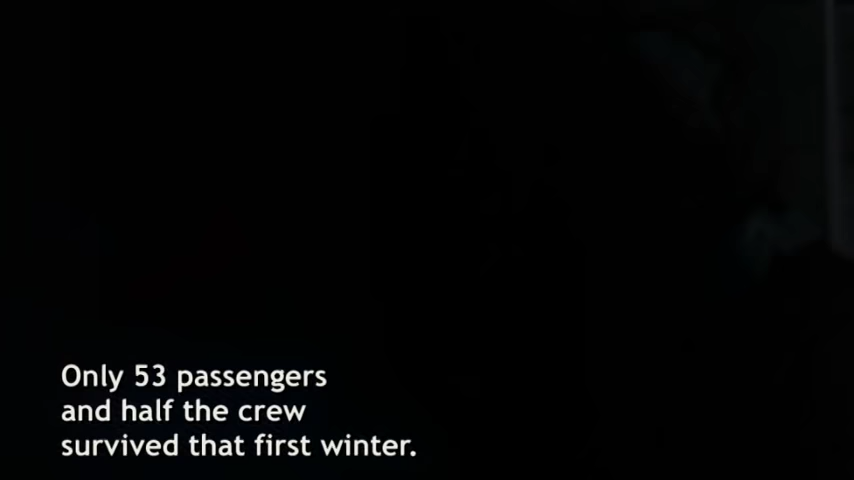 Only 53 passengers
and half the crew
survived that first winter.